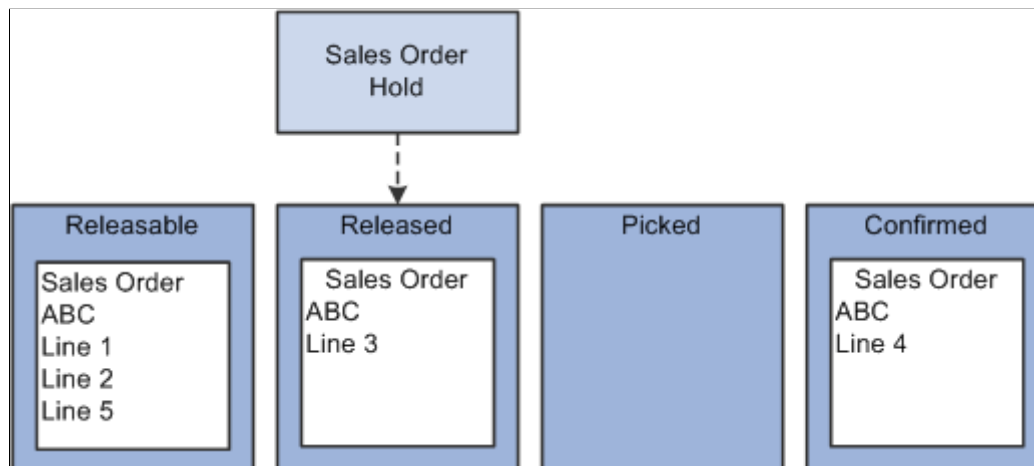 Sales Order
Hold
Releasable
Sales Order
ABC
Line 1
Line 2
Line 5
Released
Sales Order
ABC
Line 3
Picked
Confirmed
Sales Order
ABC
Line 4